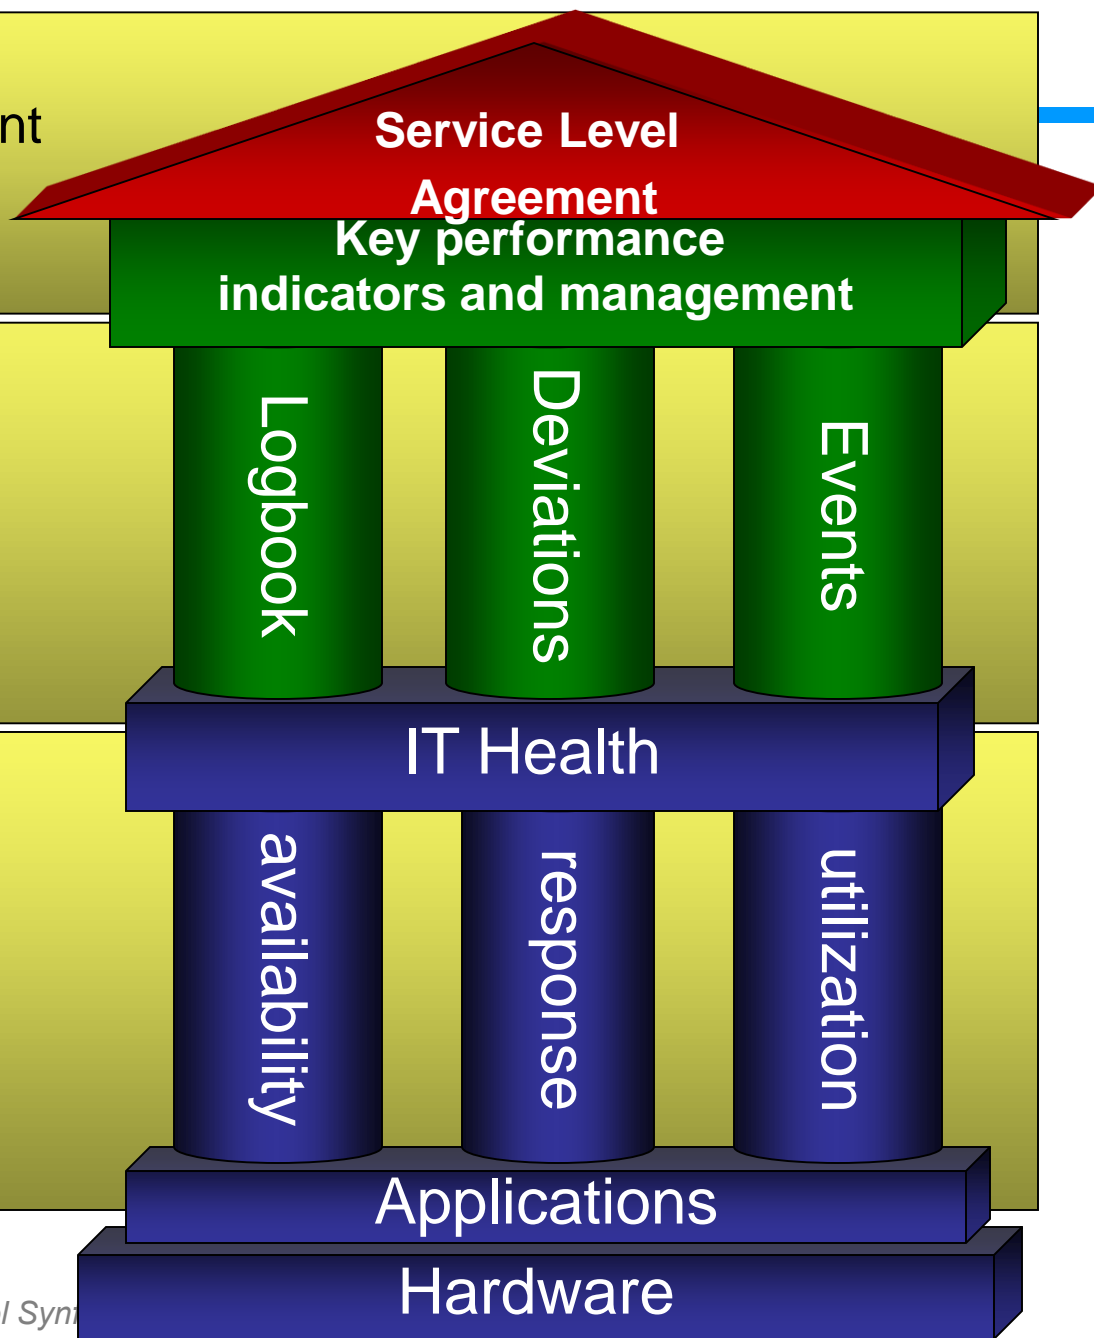 nt
Service Level
Agreement
Key performance
indicators and management
Logbook
Deviations
Events
IT Health
availability
response
utilization
Applications
Hardware